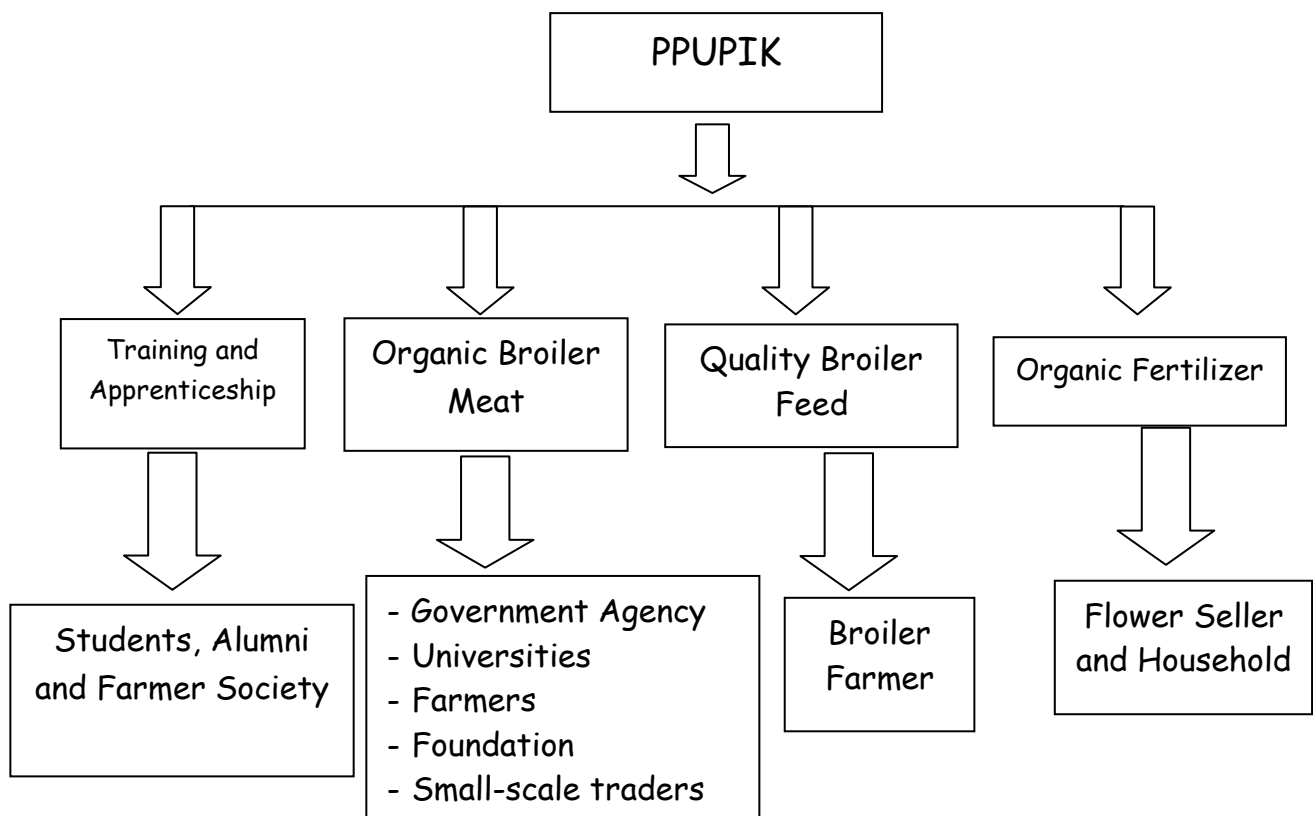 PPUPIK
Training and
Apprenticeship
Organic Broiler
Meat
Quality Broiler
Feed
Organic Fertilizer
Students, Alumni
and Farmer Society
- Government Agency
- Universities
- Farmers
- Foundation
- Small-scale traders
Broiler
Farmer
Flower Seller
and Household